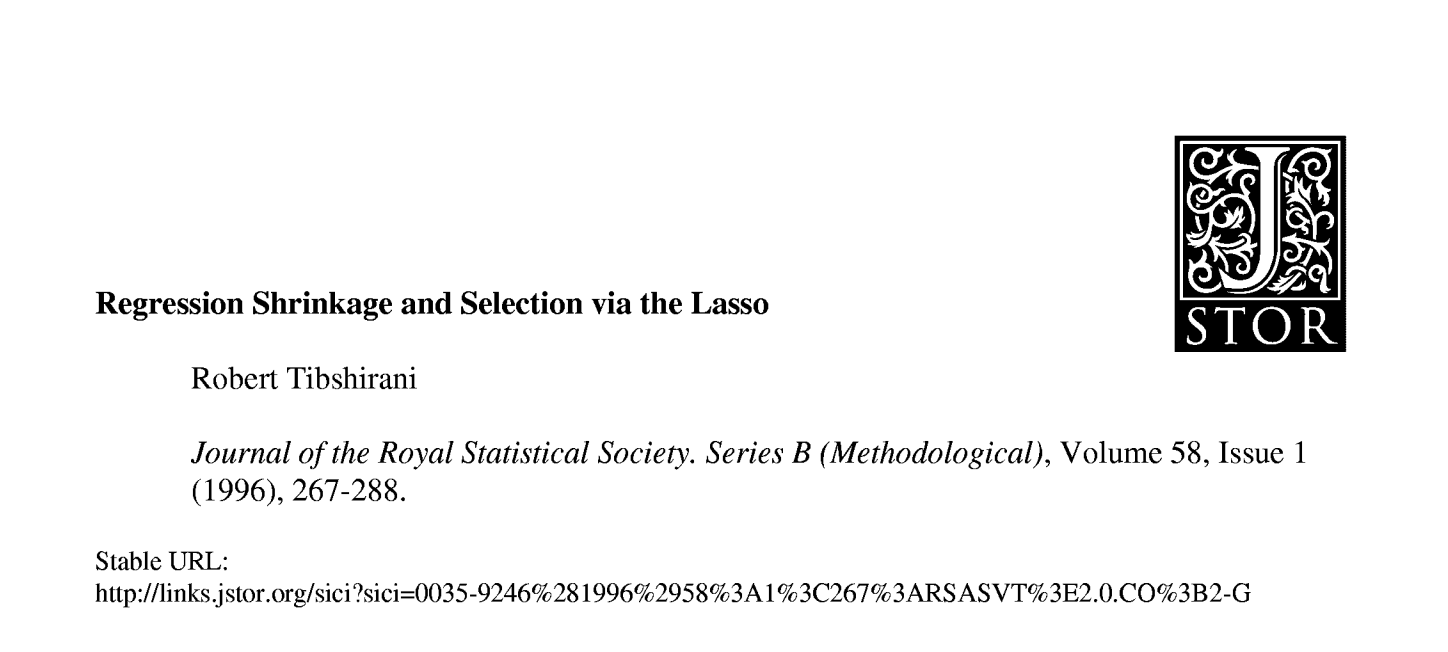 J
STOR
Regression Shrinkage and Selection via the Lasso
Robert Tibshirani
Journal of the Royal Statistical Society. Series B (Methodological), Volume 58, Issue 1
(1996), 267-288.
Stable URL:
http://links.jstor.org/sici?sici=0035-9246%281996%2958%3A1%3C267%3ARSASVT%3E2.0.CO%3B2-G